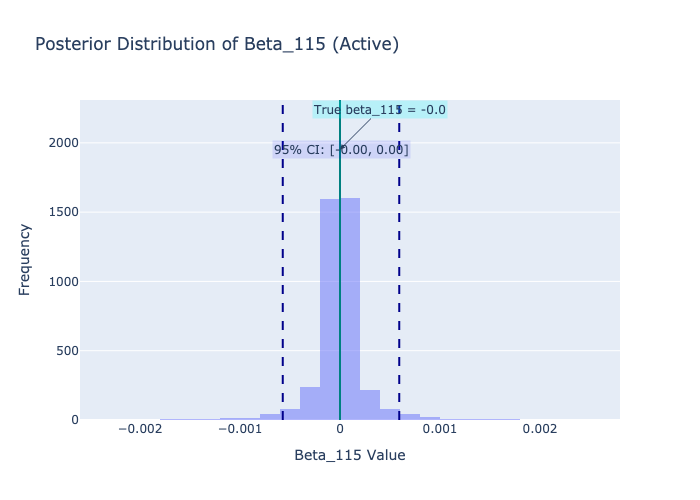 Posterior Distribution of Beta_115 (Active)
True beta_115 = -0.0
95% CI: [-0.00, 0.00]
Frequency
2000
1500
1000
500
0
−0.002
−0.001
0
0.001
0.002
Beta_115 Value